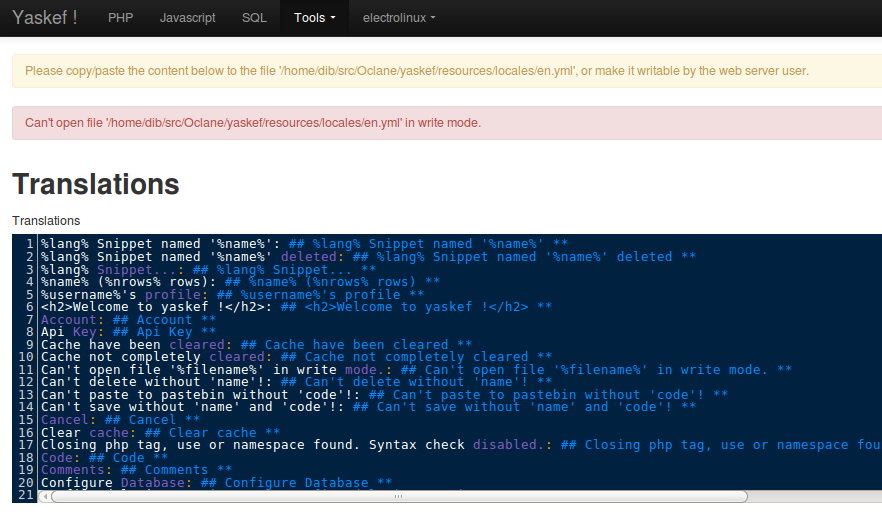 Yaskef ! PHP Javascript SQL Tools electrolinux
Please copy/paste the content below to the file '/home/dib/src/Oclane/yaskef/resources/locales/en.yml', or make it writable by the web server user.
Can't open file '/home/dib/src/Oclane/yaskef/resources/locales/en.yml' in write mode.
Translations
Translations
1 %lang% Snippet named '%name%': ## %lang% Snippet named '%name%' **
2 %lang% Snippet named '%name%' deleted: ## %lang% Snippet named '%name%' deleted **
3 %lang% Snippet...: ## %lang% Snippet... **
4 %name% (%nrows% rows): ## %name% (%nrows% rows) **
5 %username%'s profile: ## %username%'s profile **
6 <h2>Welcome to yaskef !</h2>: ## <h2>Welcome to yaskef !</h2> **
7 Account: ## Account **
8 Api Key: ## Api Key **
9 Cache have been cleared: ## Cache have been cleared **
10 Cache not completely cleared: ## Cache not completely cleared **
11 Can't open file '%filename%' in write mode.: ## Can't open file '%filename%' in write mode. **
12 Can't delete without 'name'!: ## Can't delete without 'name'! **
13 Can't paste to pastebin without 'code'!: ## Can't paste to pastebin without 'code'! **
14 Can't save without 'name' and 'code'!: ## Can't save without 'name' and 'code'! **
15 Cancel: ## Cancel **
16 Clear cache: ## Clear cache **
17 Closing php tag, use or namespace found. Syntax check disabled.: ## Closing php tag, use or namespace fou
18 Code: ## Code **
19 Comments: ## Comments **
20 Configure Database: ## Configure Database **
21